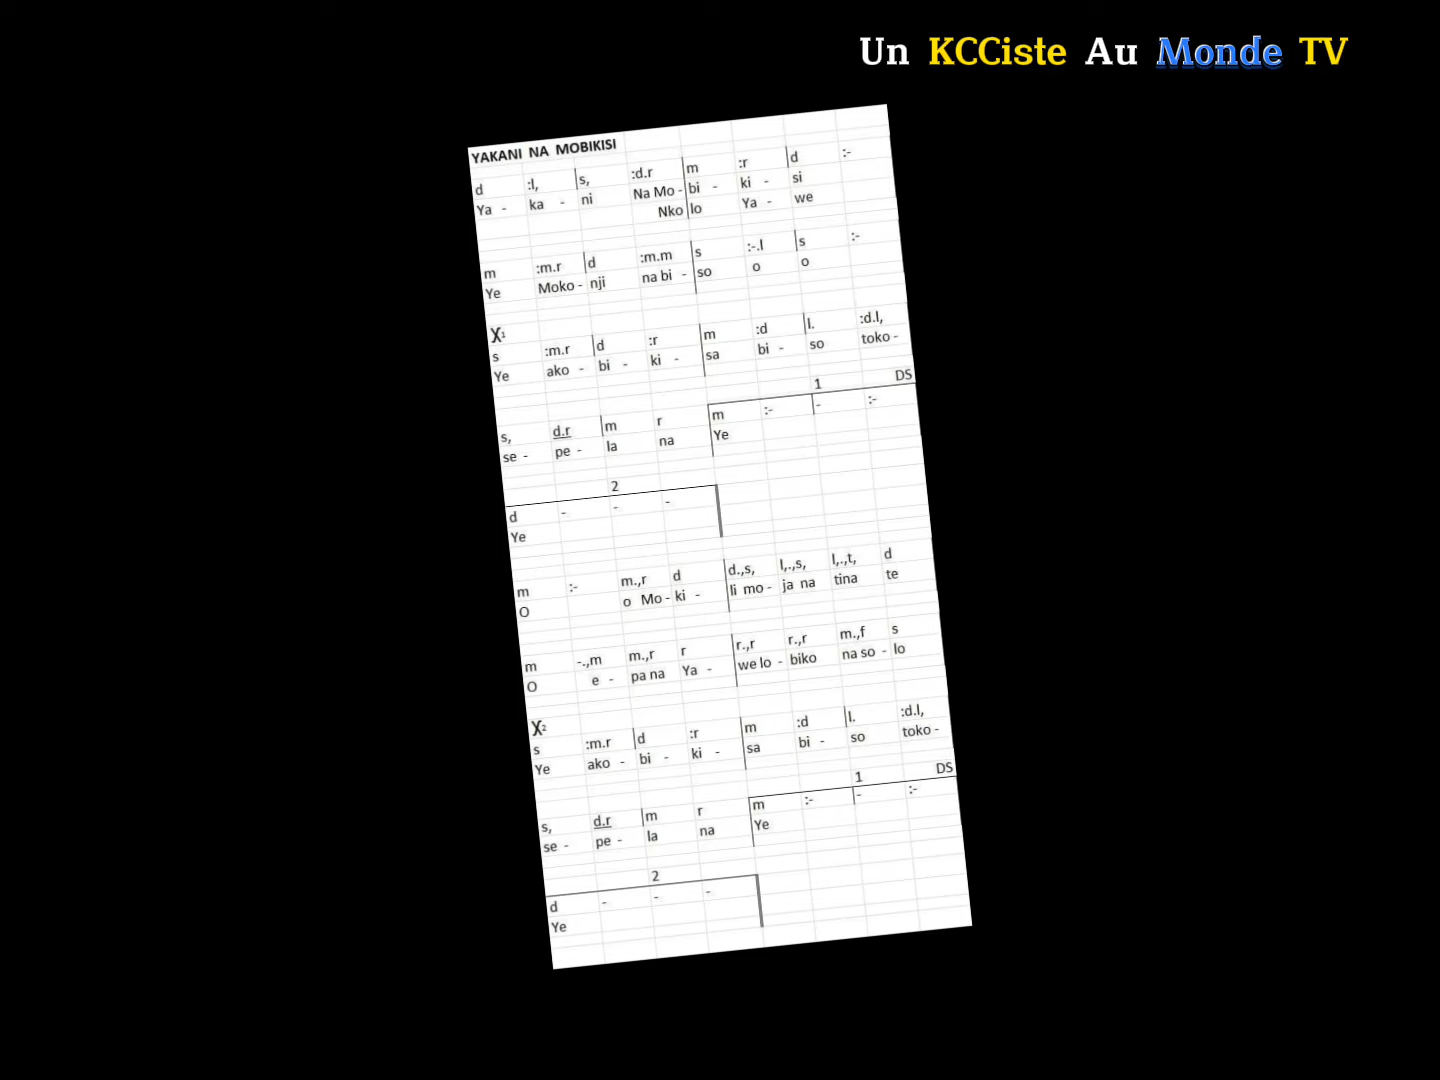 Un KCCiste Au Monde TV
YAKANI NA MOBIKISI
d :l, |s, :d.r |m :r |d :-
Ya - ka - ni Na Mo - bi - ki - si
Nko lo Ya - we
m :m.r |d :m.m |s :-.l |s :-
Ye Moko - nji na bi - so o o
X1
s :m.r |d :r |m :d |l. :d.l,
Ye ako - bi - ki - sa bi - so toko -
1 DS
s, d.r |m r |m :- |- :-
se - pe - la na Ye
2
d - - -
Ye
m :- m.,r d |d.,s, l,.,s, l,.,t, d
O o Mo - ki - li mo - ja na tina te
m -.,m m.,r r |r.,r r.,r m.,f s
O e - pa na Ya - we lo - biko na so - lo
X2
s :m.r |d :r |m :d |l. :d.l,
Ye ako - bi - ki - sa bi - so toko -
1 DS
s, d.r |m r |m :- |- :-
se - pe - la na Ye
2
d - - -
Ye